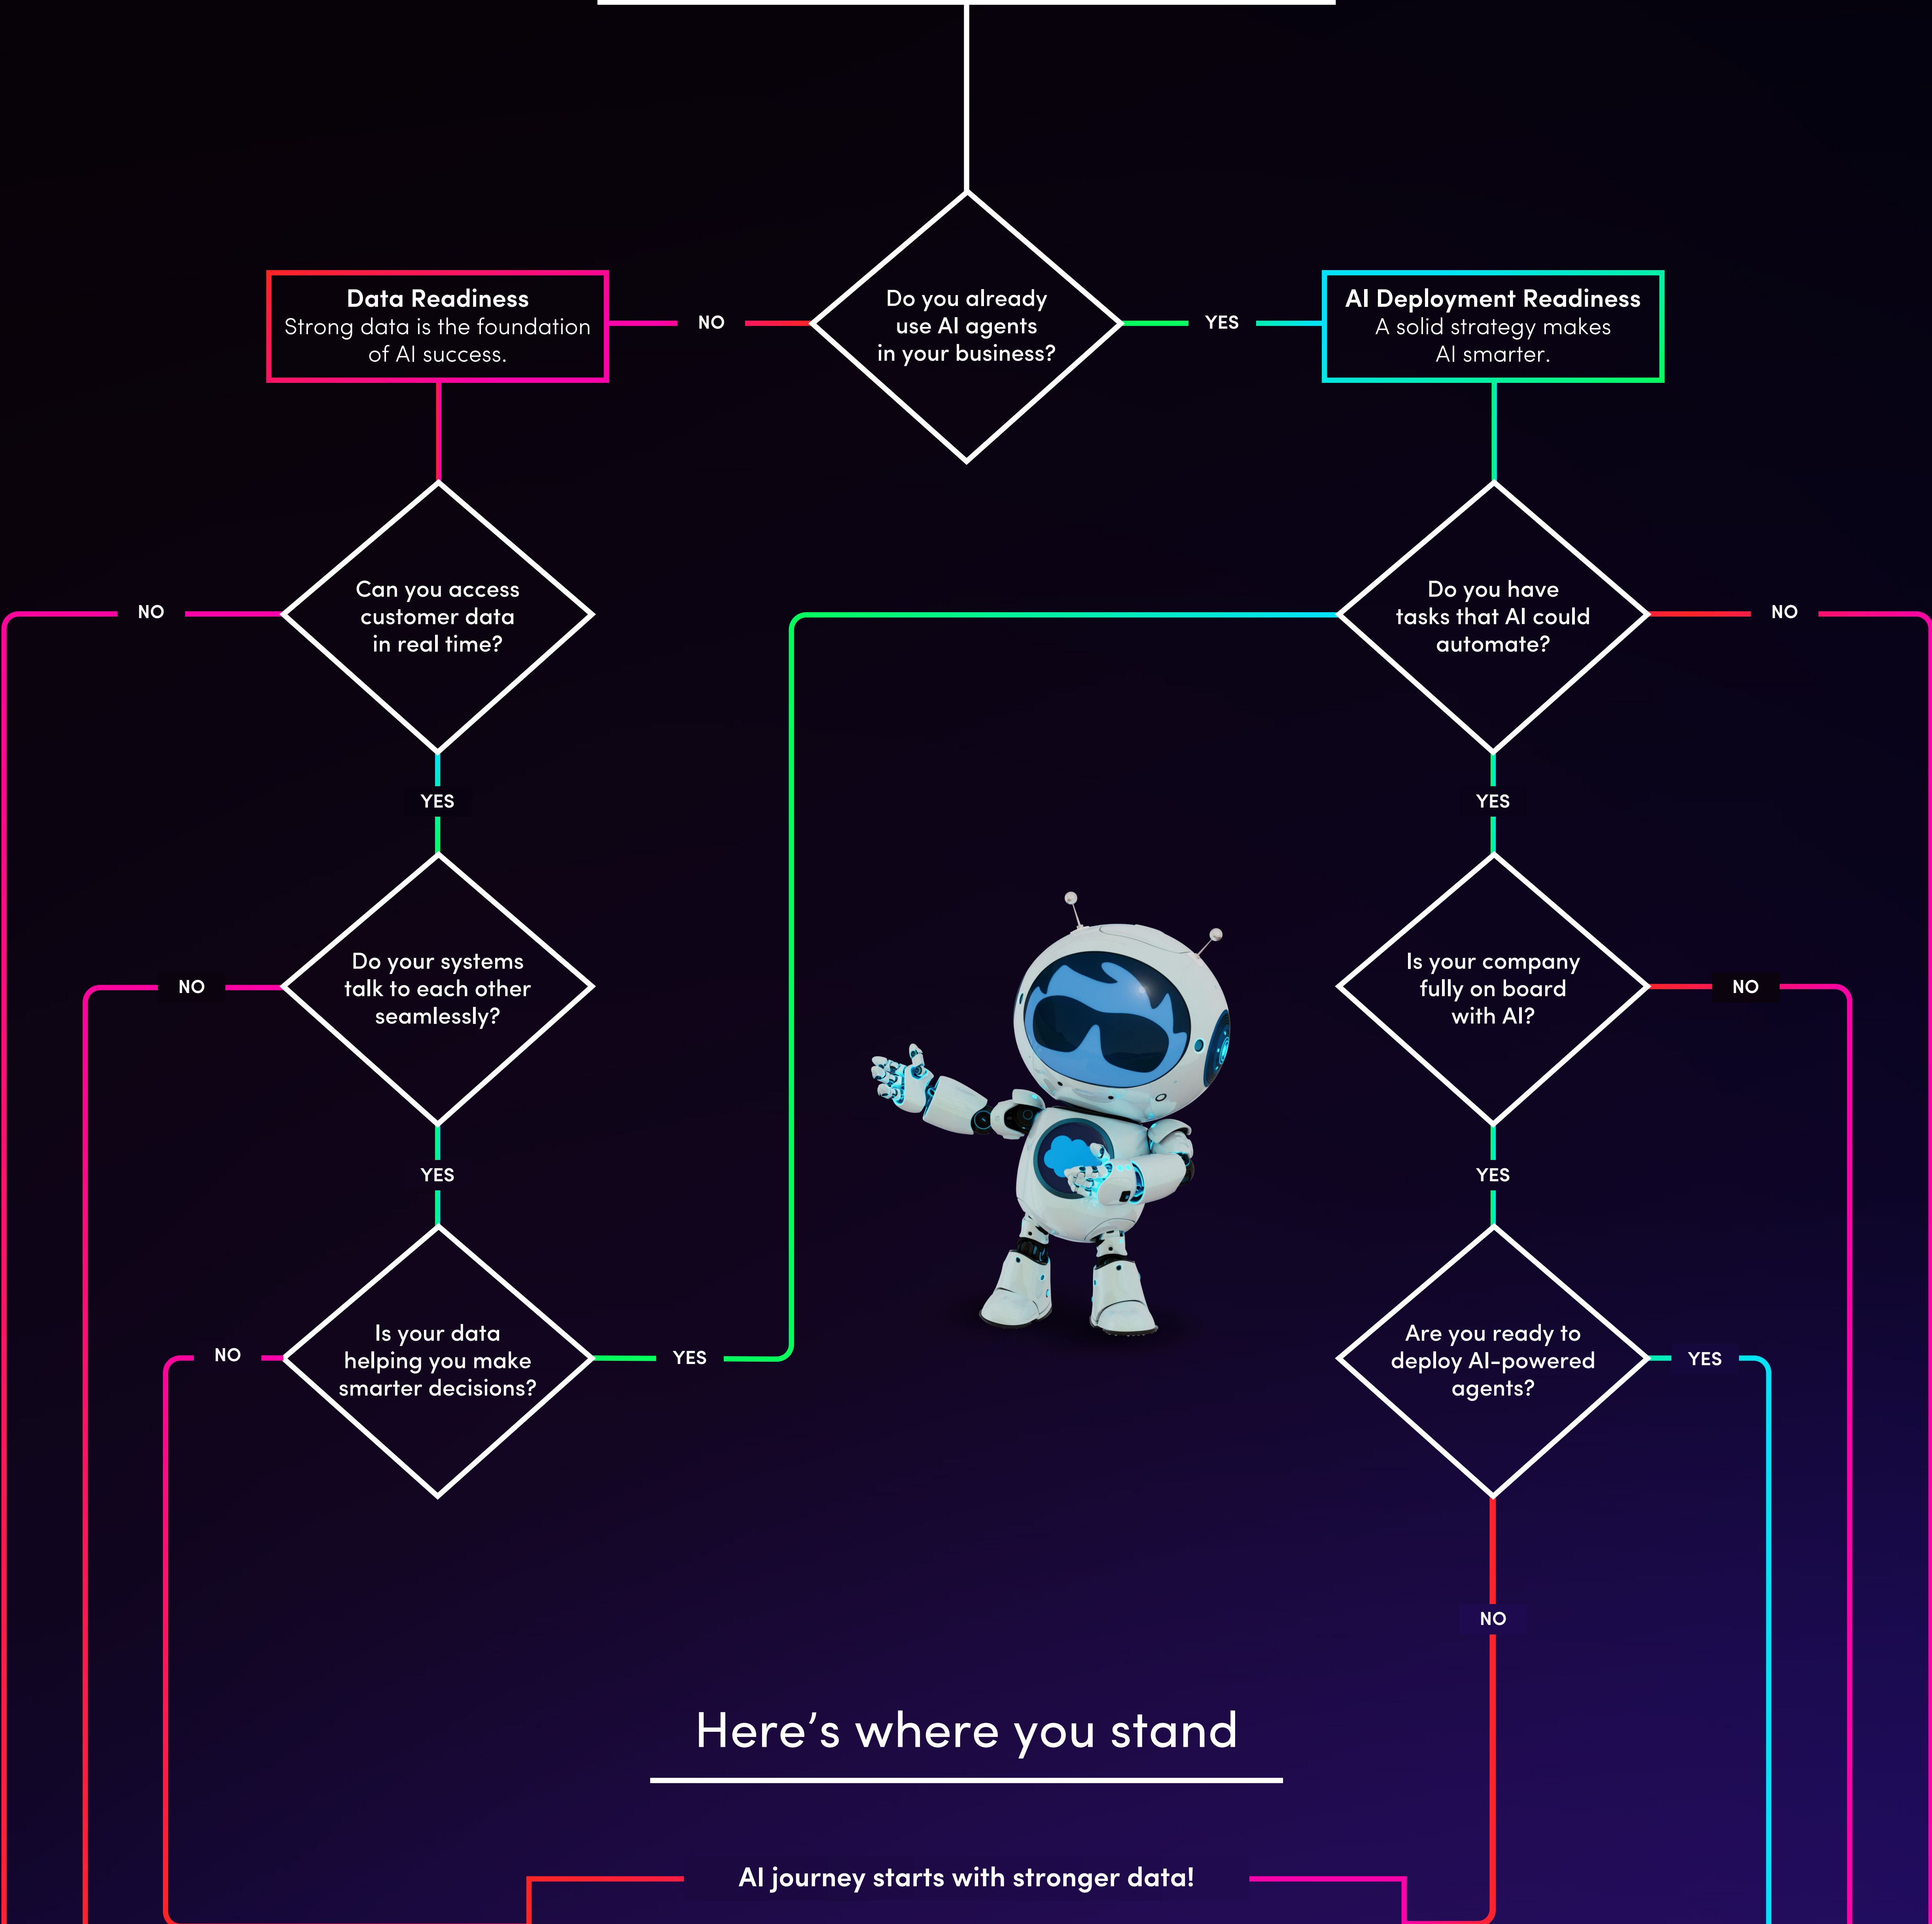 Do you already
use AI agents
in your business?
NO
YES
Data Readiness
Strong data is the foundation
of AI success.
AI Deployment Readiness
A solid strategy makes
AI smarter.
Can you access
customer data
in real time?
NO
YES
Do you have
tasks that AI could
automate?
NO
YES
Do your systems
talk to each other
seamlessly?
NO
YES
Is your company
fully on board
with AI?
NO
YES
Is your data
helping you make
smarter decisions?
NO
YES
Are you ready to
deploy AI-powered
agents?
YES
NO
Here’s where you stand
AI journey starts with stronger data!